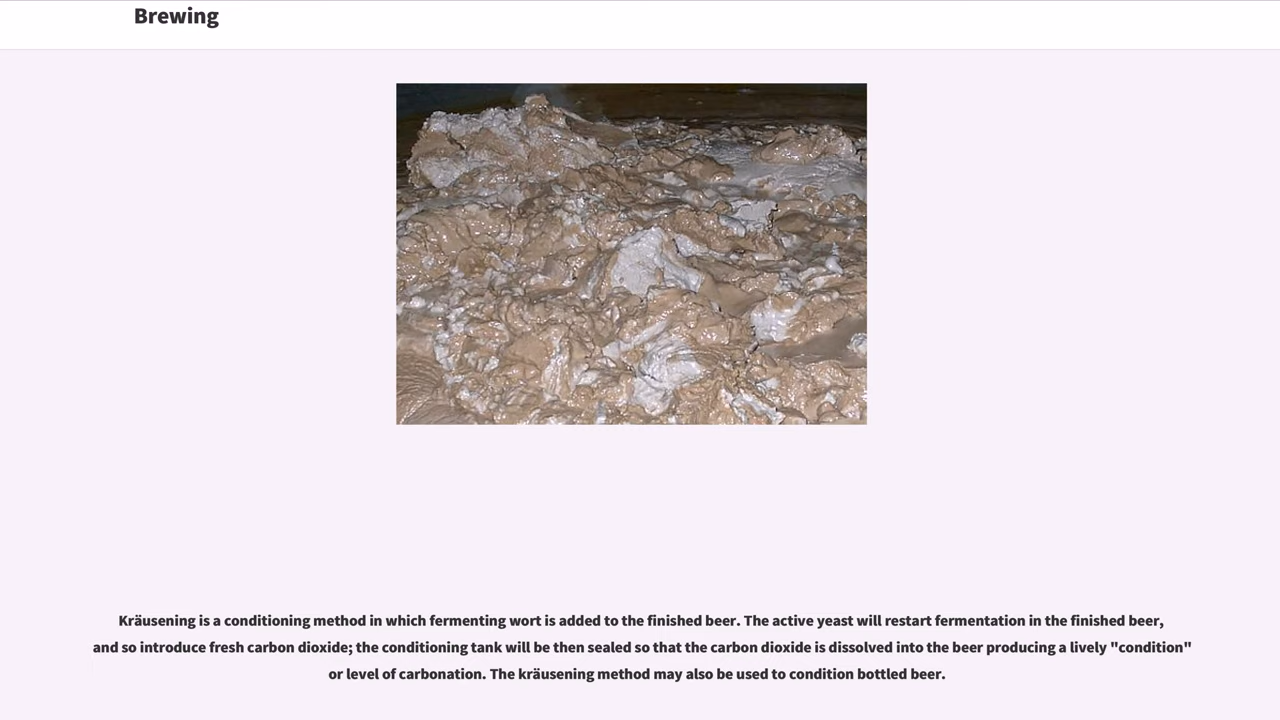 Brewing
Kräusening is a conditioning method in which fermenting wort is added to the finished beer. The active yeast will restart fermentation in the finished beer,
and so introduce fresh carbon dioxide; the conditioning tank will be then sealed so that the carbon dioxide is dissolved into the beer producing a lively "condition"
or level of carbonation. The kräusening method may also be used to condition bottled beer.